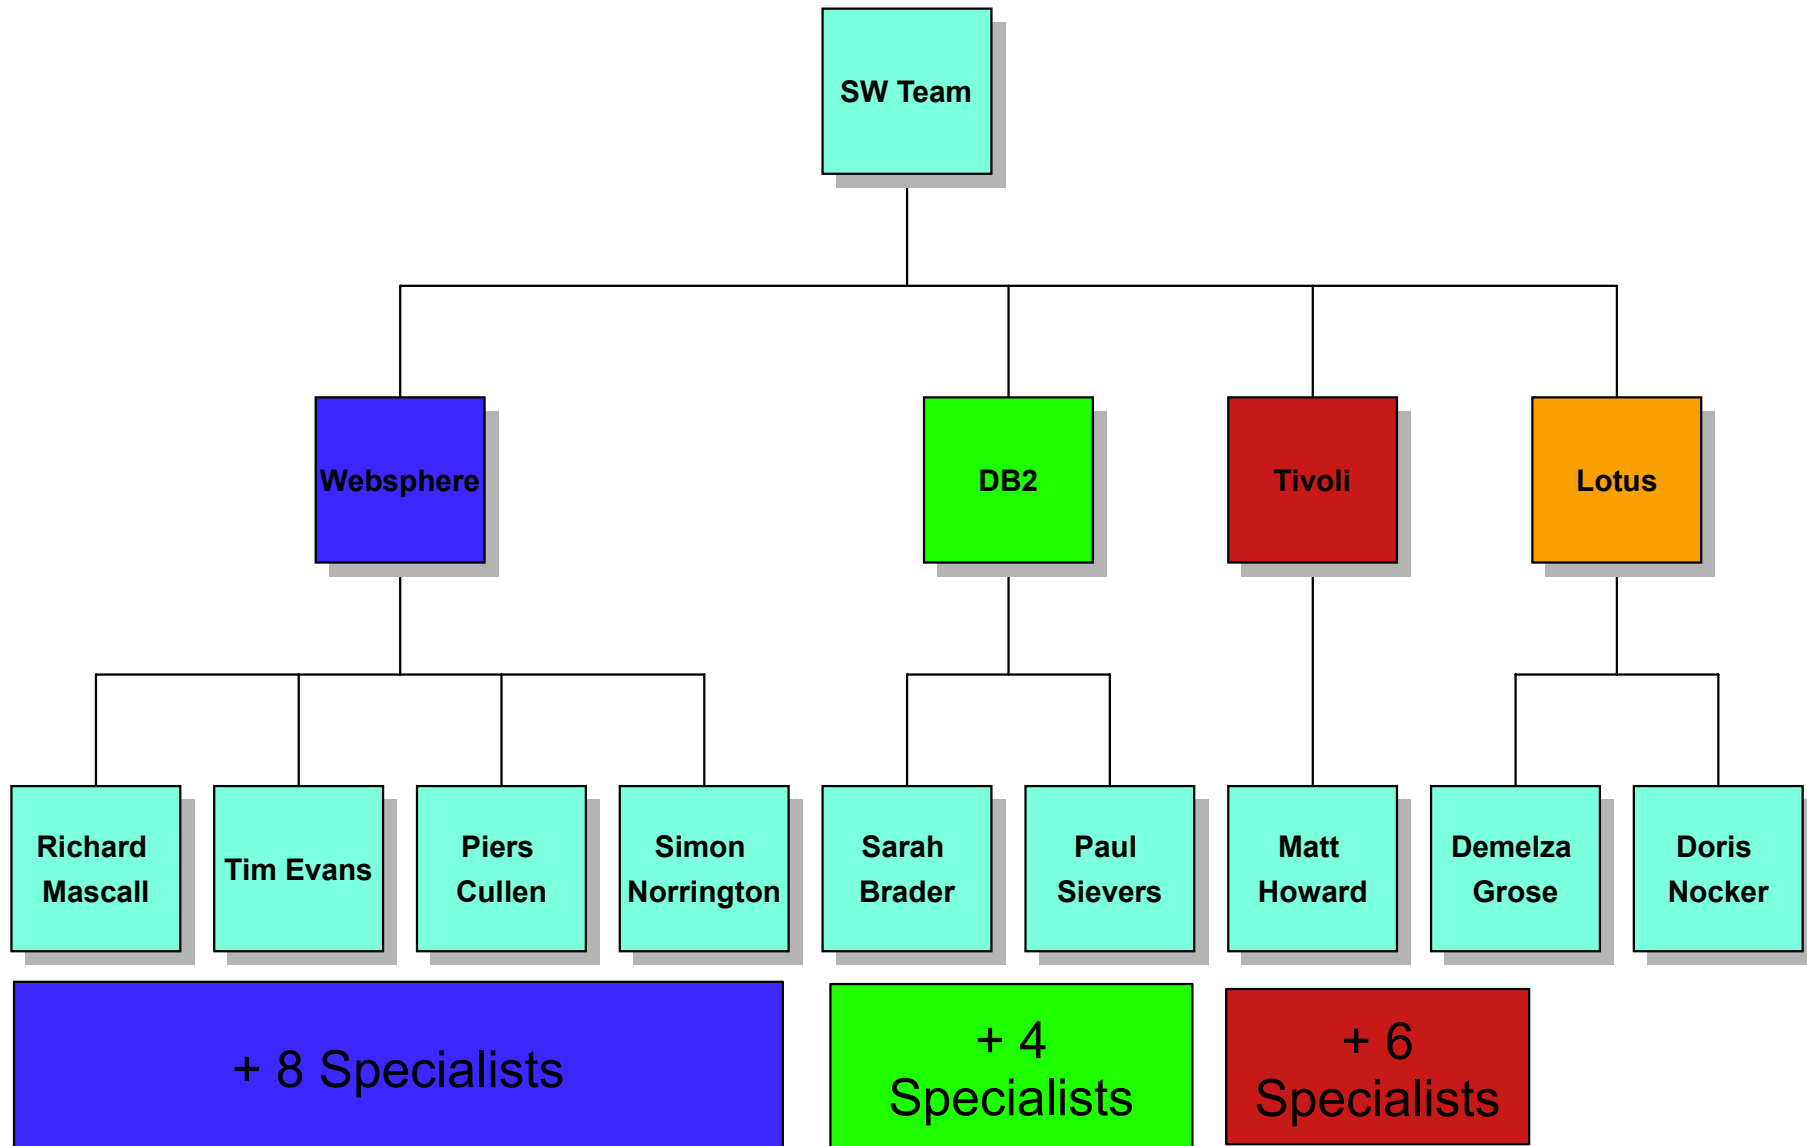 SW Team
Websphere
DB2
Tivoli
Lotus
Richard
Mascall
Tim Evans
Piers
Cullen
Simon
Norrington
Sarah
Brader
Paul
Sievers
Matt
Howard
Demelza
Grose
Doris
Nocker
+ 8 Specialists
+ 4
Specialists
+ 6
Specialists